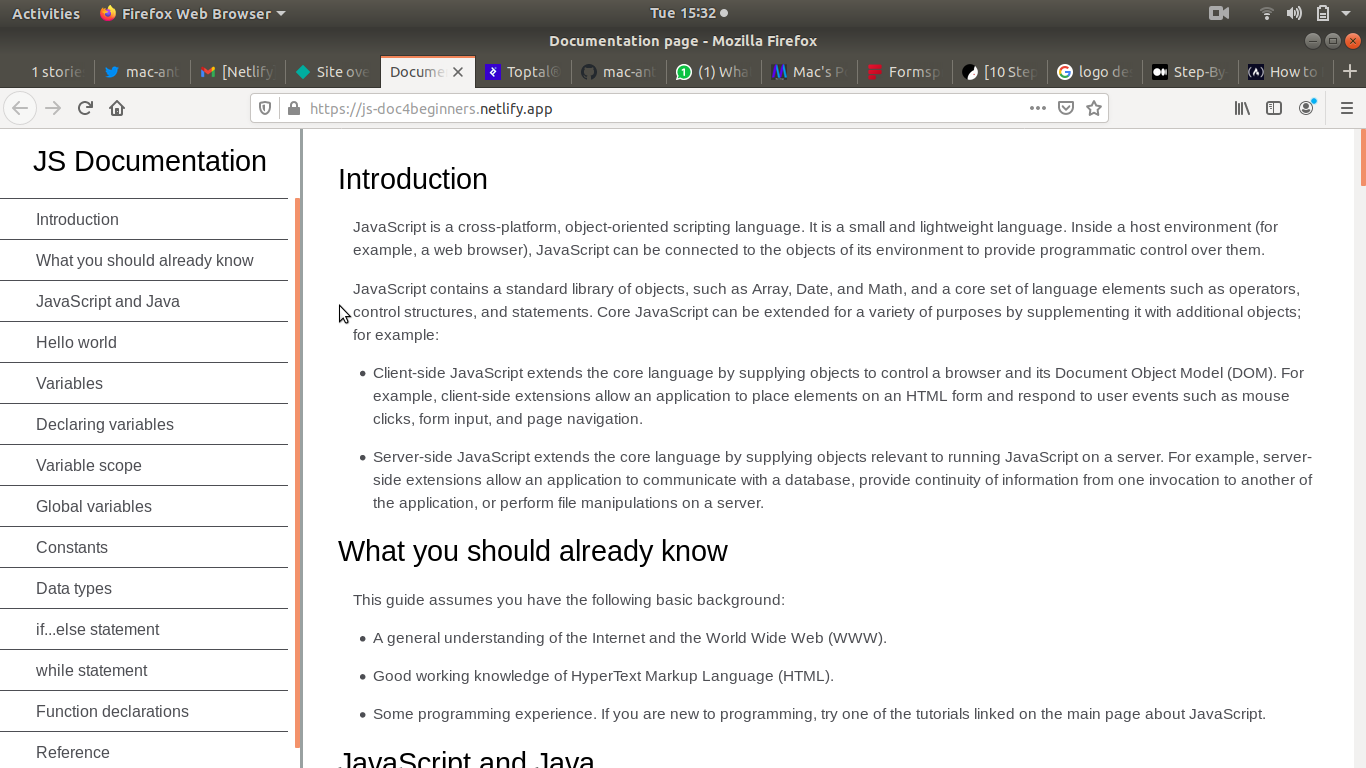 Activities Firefox Web Browser Tue 15:32
Documentation page - Mozilla Firefox
1 storie mac-ant [Netlify Site ove Docume Toptal® mac-ant (1) Wha Mac's P Formsp [10 Step logo de Step-By- How to
https://js-doc4beginners.netlify.app
JS Documentation
Introduction
What you should already know
JavaScript and Java
Hello world
Variables
Declaring variables
Variable scope
Global variables
Constants
Data types
if...else statement
while statement
Function declarations
Reference
Introduction
JavaScript is a cross-platform, object-oriented scripting language. It is a small and lightweight language. Inside a host environment (for
example, a web browser), JavaScript can be connected to the objects of its environment to provide programmatic control over them.
JavaScript contains a standard library of objects, such as Array, Date, and Math, and a core set of language elements such as operators,
control structures, and statements. Core JavaScript can be extended for a variety of purposes by supplementing it with additional objects;
for example:
• Client-side JavaScript extends the core language by supplying objects to control a browser and its Document Object Model (DOM). For
example, client-side extensions allow an application to place elements on an HTML form and respond to user events such as mouse
clicks, form input, and page navigation.
• Server-side JavaScript extends the core language by supplying objects relevant to running JavaScript on a server. For example, server-
side extensions allow an application to communicate with a database, provide continuity of information from one invocation to another of
the application, or perform file manipulations on a server.
What you should already know
This guide assumes you have the following basic background:
• A general understanding of the Internet and the World Wide Web (WWW).
• Good working knowledge of HyperText Markup Language (HTML).
• Some programming experience. If you are new to programming, try one of the tutorials linked on the main page about JavaScript.
JavaScript and Java